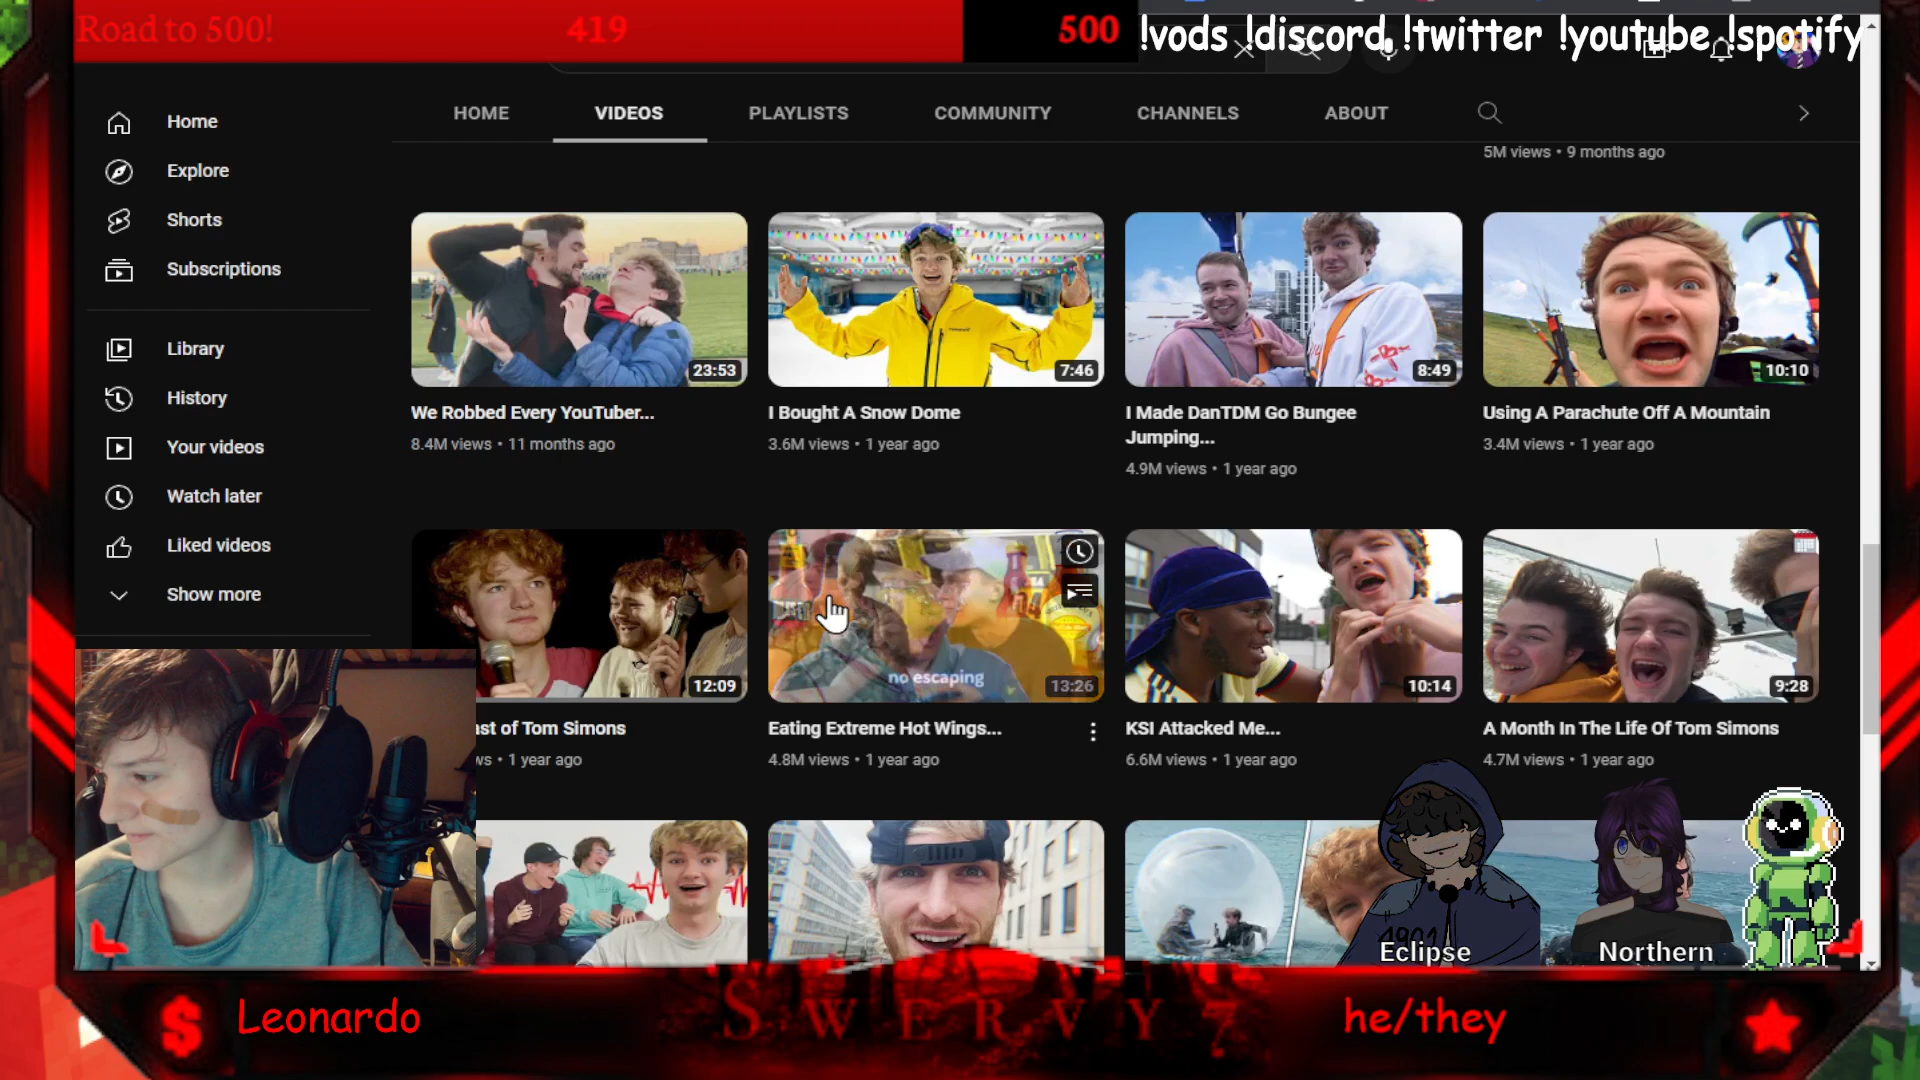 Road to 500! 419 500 !vods !discord !twitter !youtube !spotify
HOME VIDEOS PLAYLISTS COMMUNITY CHANNELS ABOUT
Home
Explore
Shorts
Subscriptions
Library
History
Your videos
Watch later
Liked videos
Show more
5M views • 9 months ago
23:53
7:46
8:49
10:10
We Robbed Every YouTuber...
8.4M views • 11 months ago
I Bought A Snow Dome
3.6M views • 1 year ago
I Made DanTDM Go Bungee
Jumping...
4.9M views • 1 year ago
Using A Parachute Off A Mountain
3.4M views • 1 year ago
12:09
no escaping
13:26
10:14
9:28
ast of Tom Simons
ws • 1 year ago
Eating Extreme Hot Wings...
4.8M views • 1 year ago
KSI Attacked Me...
6.6M views • 1 year ago
A Month In The Life Of Tom Simons
4.7M views • 1 year ago
Eclipse
Northern
$ Leonardo
SWERVYZ
he/they